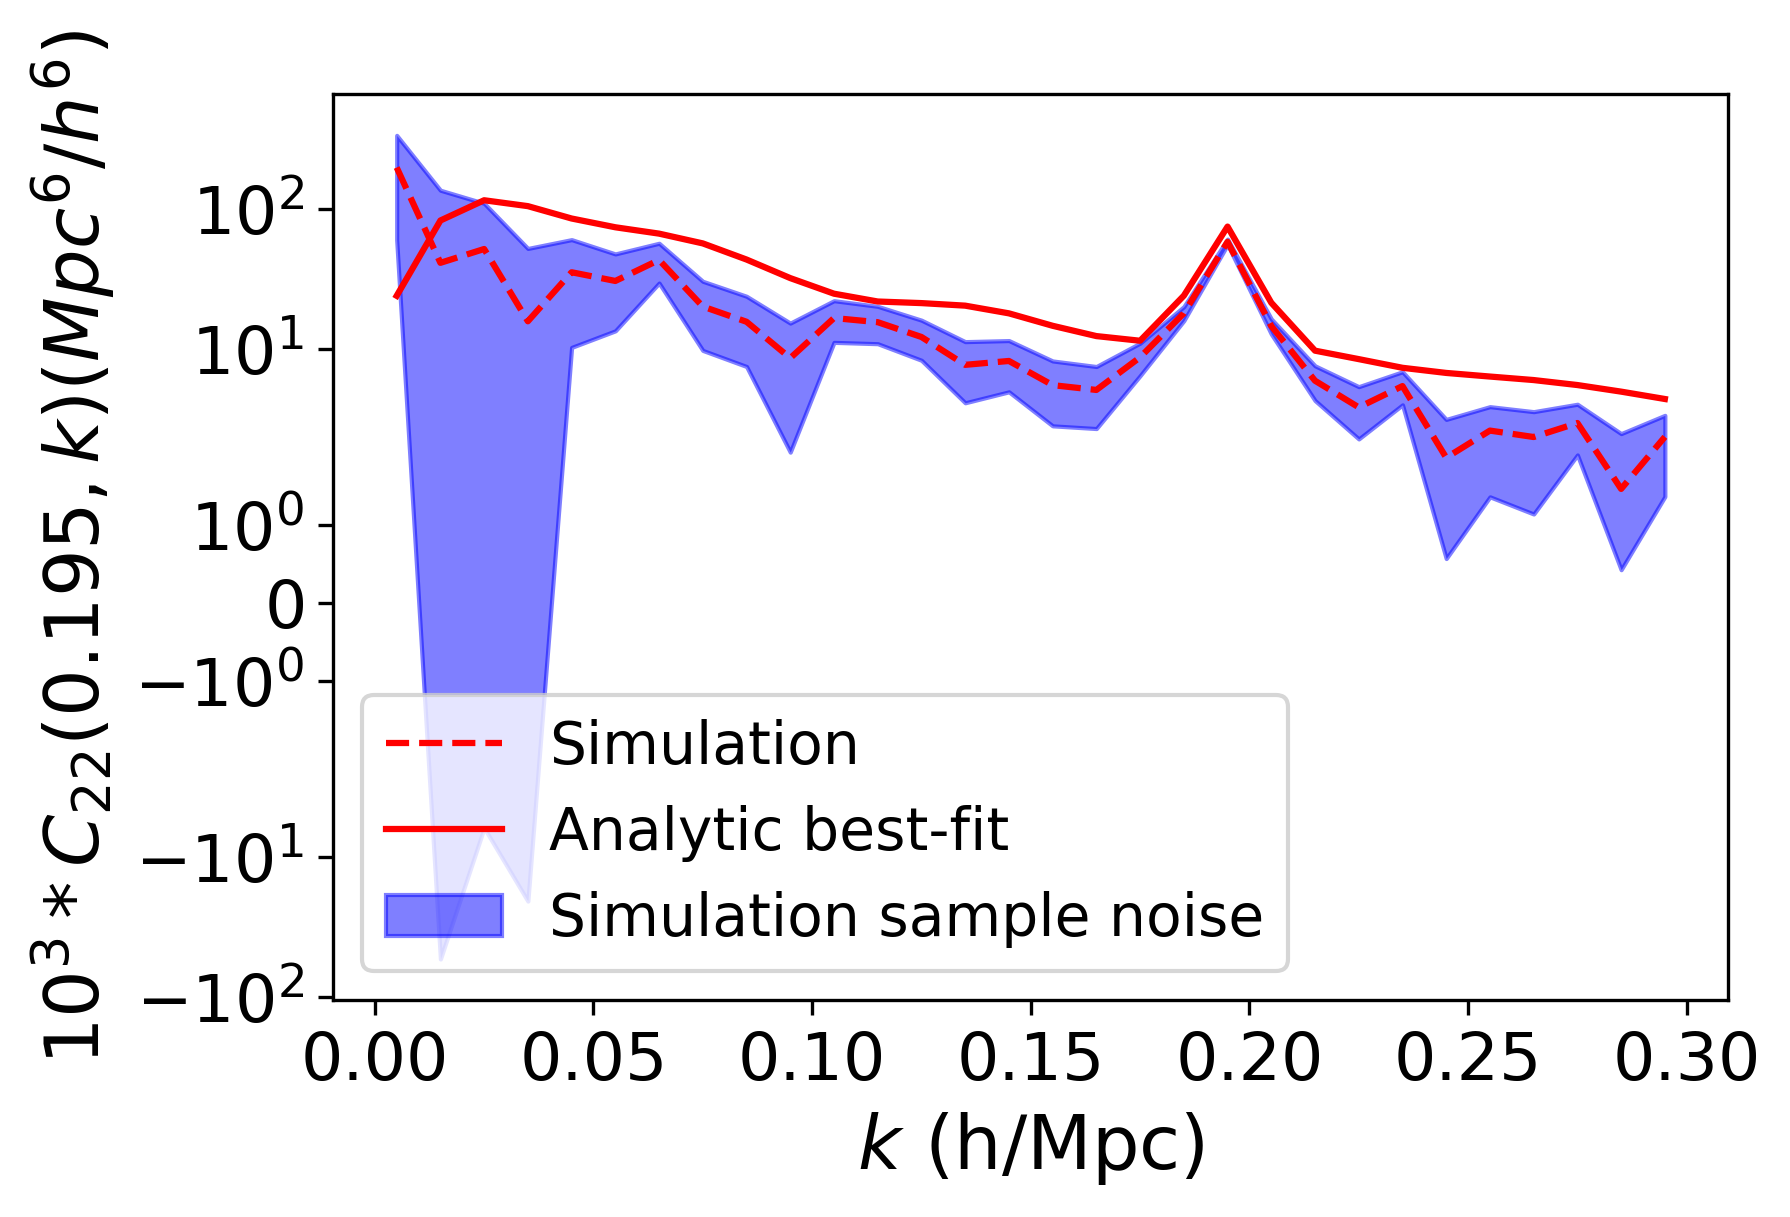 10^3 * C_{22}(0.195, k)(Mpc^6/h^6)
10^2
10^1
10^0
0
−10^0
−10^1
−10^2
Simulation
Analytic best-fit
Simulation sample noise
0.00 0.05 0.10 0.15 0.20 0.25 0.30
k (h/Mpc)